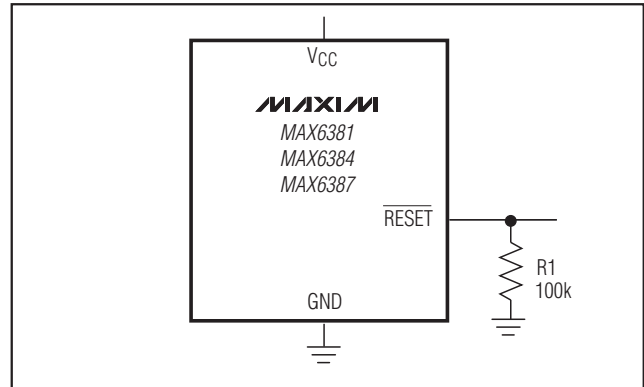 VCC
MAXIM
MAX6381
MAX6384
MAX6387
RESET
R1
100k
GND